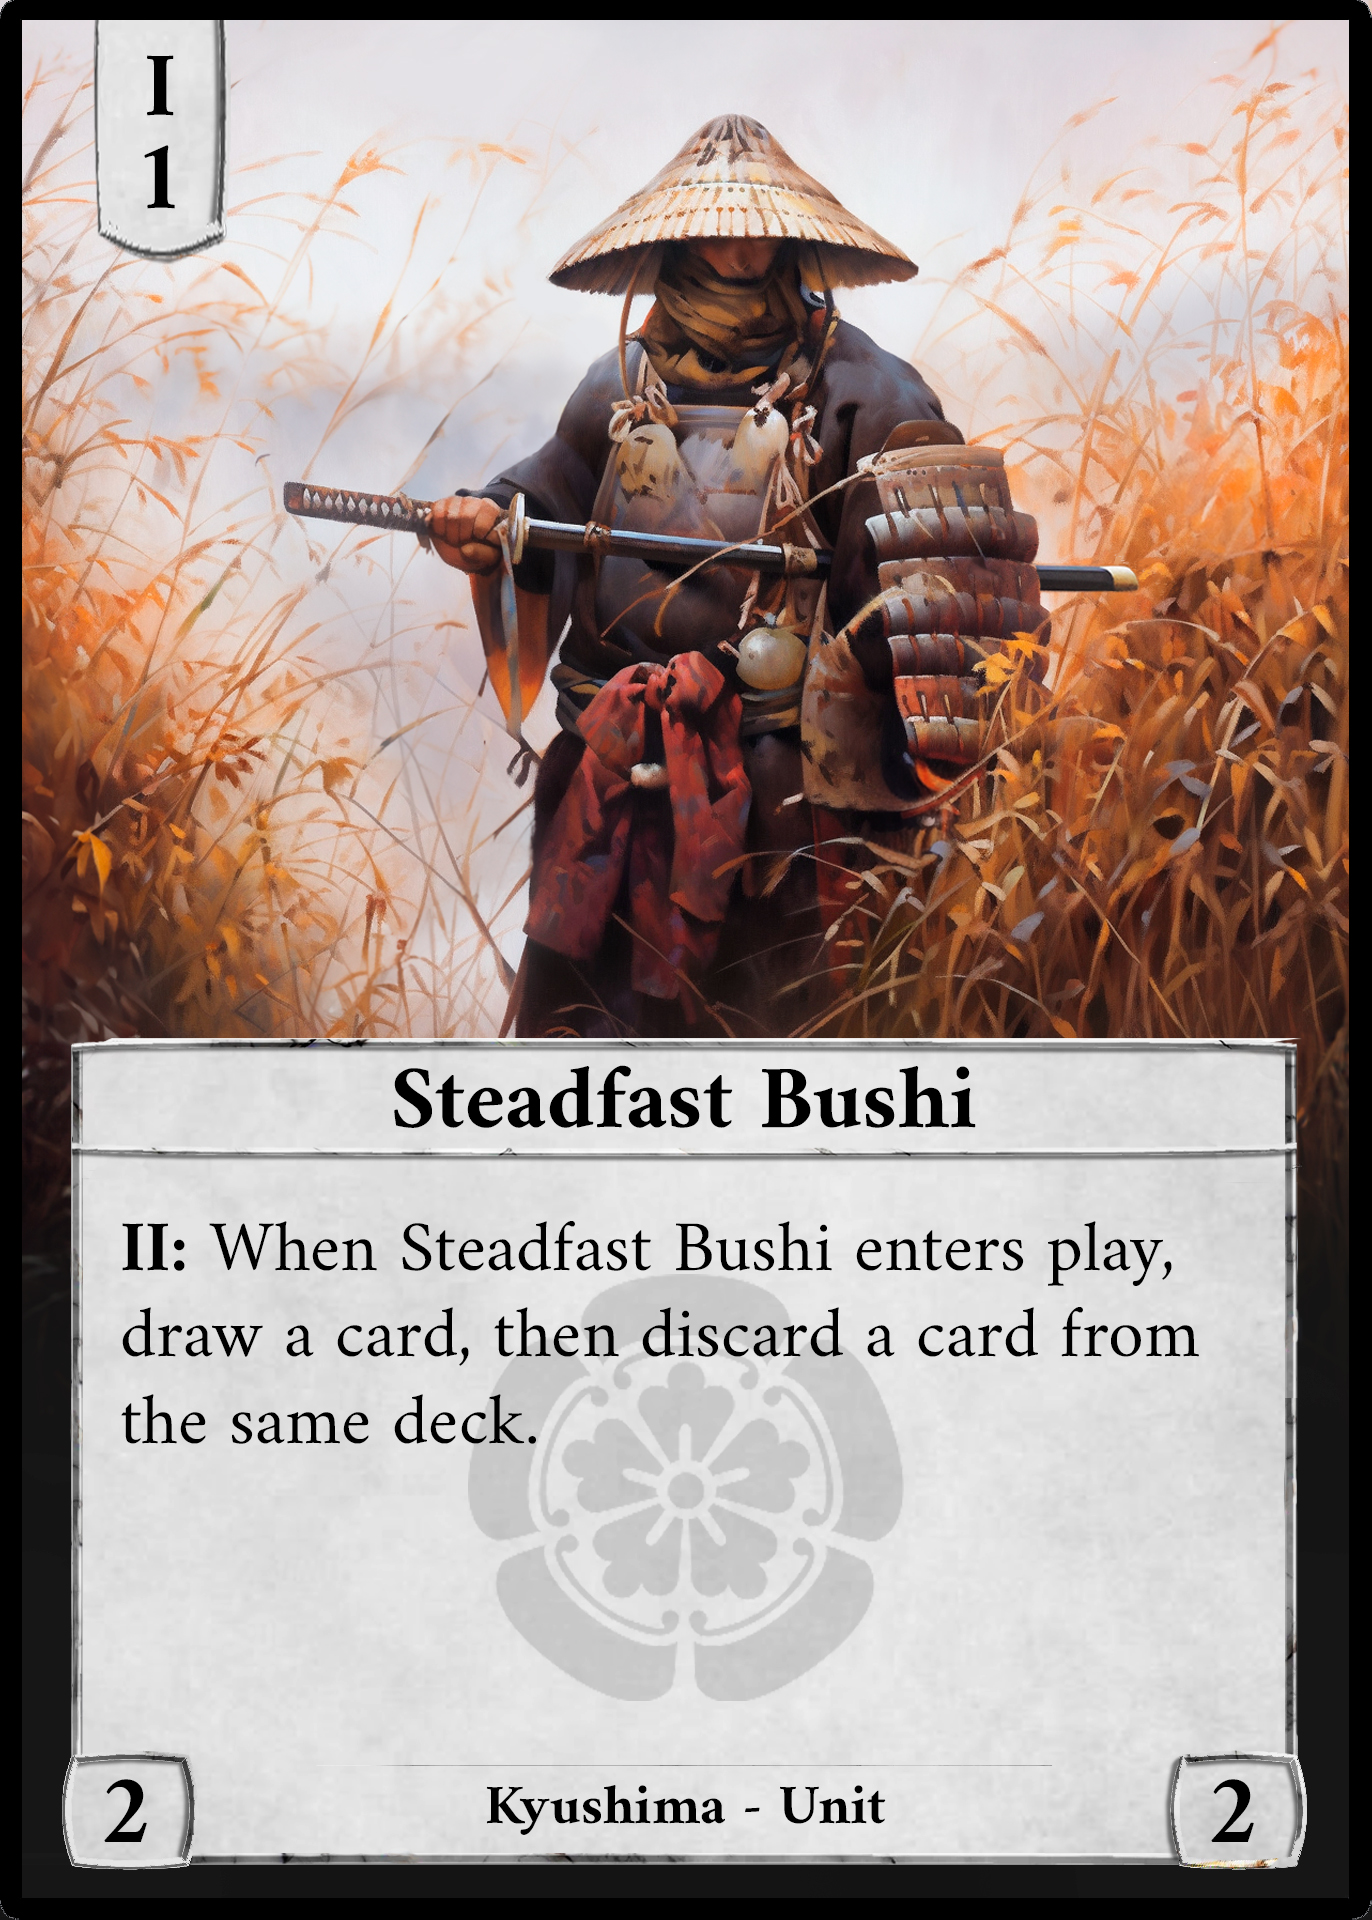 I
1
Steadfast Bushi
II: When Steadfast Bushi enters play,
draw a card, then discard a card from
the same deck.
2
Kyushima - Unit
2